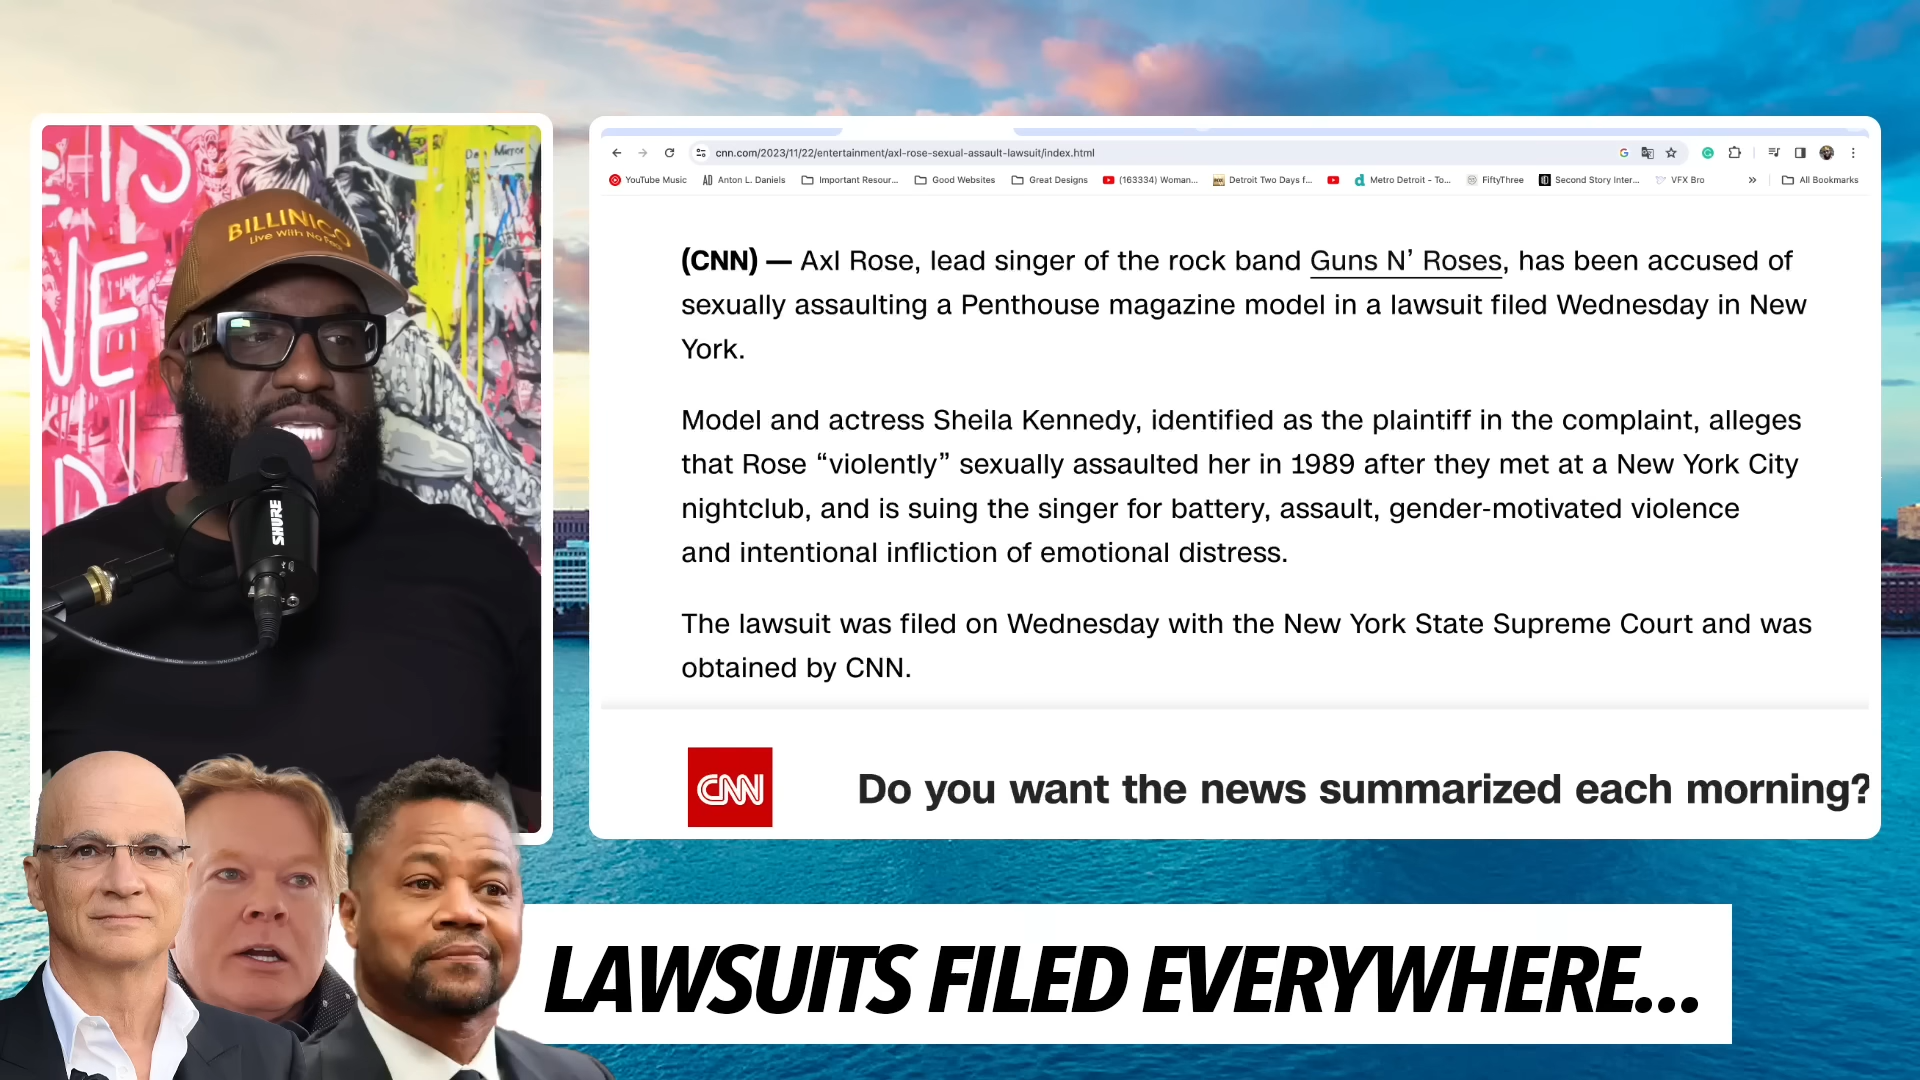 IS
NE
D
BILLINICO
Live With No Fear
SHURE
cnn.com/2023/11/22/entertainment/axl-rose-sexual-assault-lawsuit/index.html
YouTube Music
Anton L. Daniels
Important Resour...
Good Websites
Great Designs
(163334) Woman...
Detroit Two Days f...
Metro Detroit - To...
FiftyThree
Second Story Inter...
VFX Bro
All Bookmarks
(CNN) — Axl Rose, lead singer of the rock band Guns N’ Roses, has been accused of
sexually assaulting a Penthouse magazine model in a lawsuit filed Wednesday in New
York.
Model and actress Sheila Kennedy, identified as the plaintiff in the complaint, alleges
that Rose “violently” sexually assaulted her in 1989 after they met at a New York City
nightclub, and is suing the singer for battery, assault, gender-motivated violence
and intentional infliction of emotional distress.
The lawsuit was filed on Wednesday with the New York State Supreme Court and was
obtained by CNN.
CNN
Do you want the news summarized each morning?
LAWSUITS FILED EVERYWHERE...